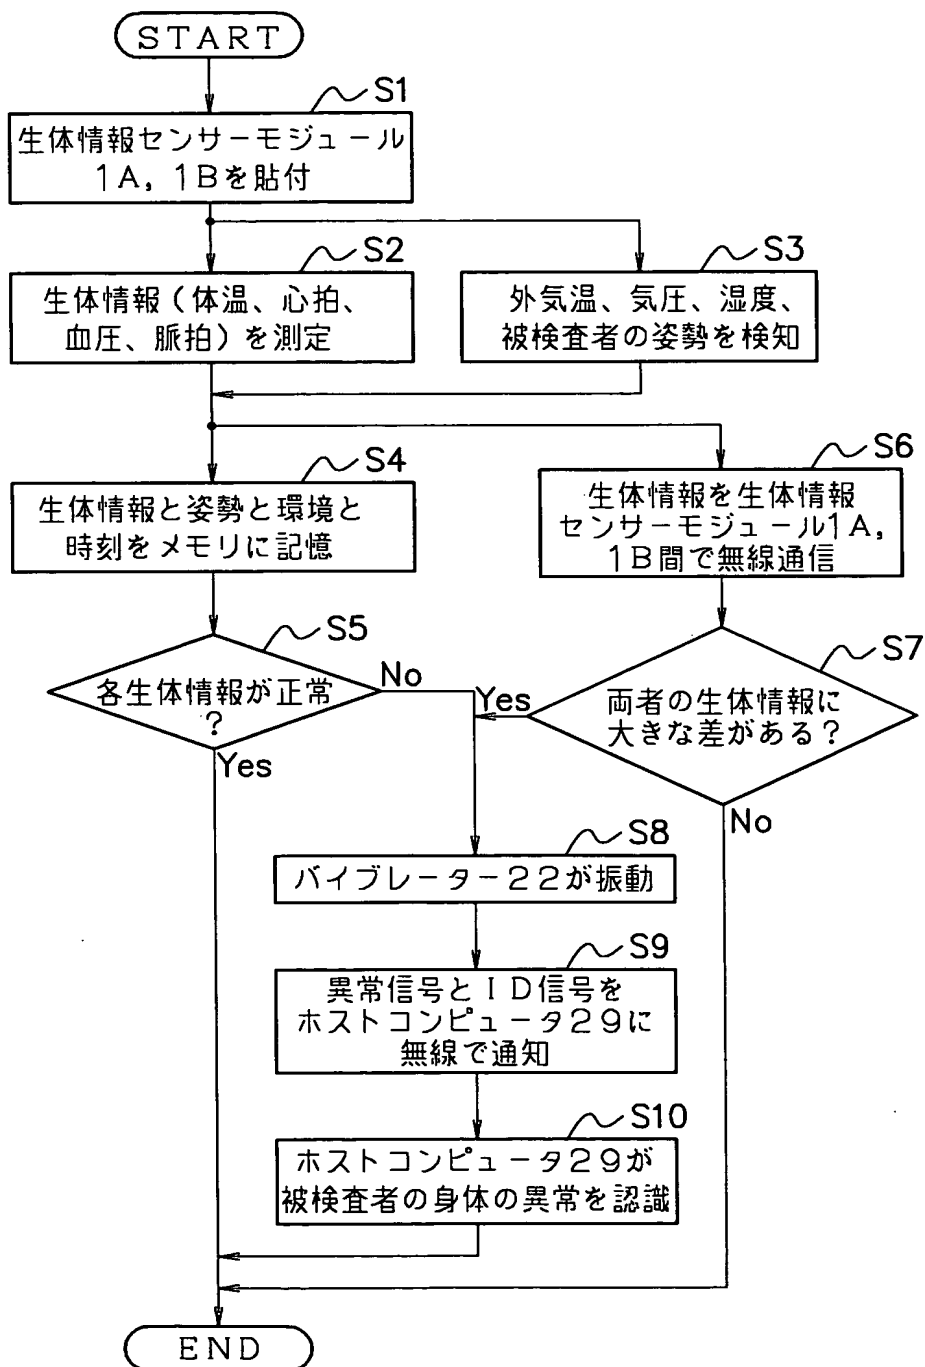 START
S1
生体情報センサーモジュール
1A，1Bを貼付
S2
生体情報（体温、心拍、
血圧、脈拍）を測定
S3
外気温、気圧、湿度、
被検査者の姿勢を検知
S4
生体情報と姿勢と環境と
時刻をメモリに記憶
S6
生体情報を生体情報
センサーモジュール1A，
1B間で無線通信
S5
各生体情報が正常
？
No
Yes
S7
両者の生体情報に
大きな差がある？
Yes
No
S8
バイブレーター22が振動
S9
異常信号とID信号を
ホストコンピュータ29に
無線で通知
S10
ホストコンピュータ29が
被検査者の身体の異常を認識
END